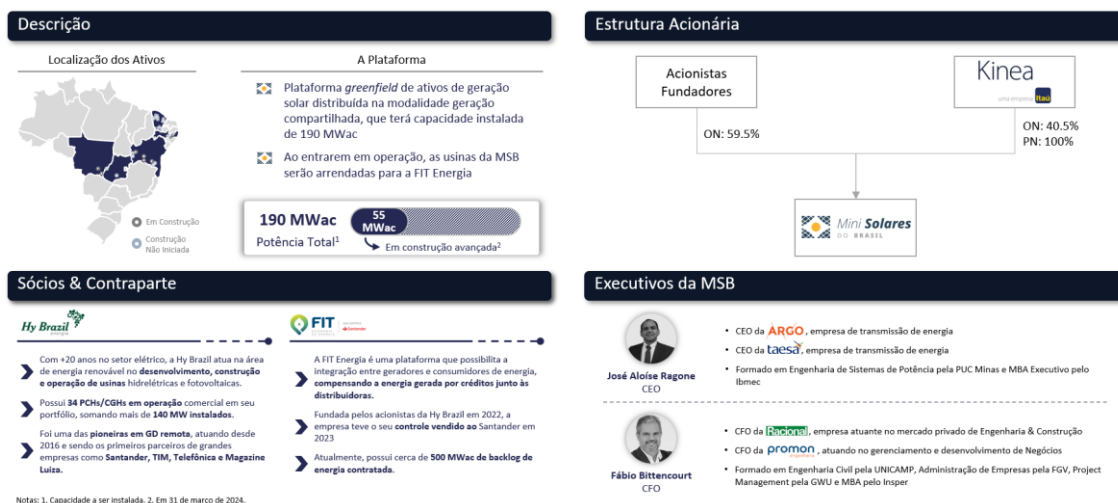 Descrição
Localização dos Ativos
Em Construção
Construção
Não Iniciada
A Plataforma
Plataforma greenfield de ativos de geração
solar distribuída na modalidade geração
compartilhada, que terá capacidade instalada
de 190 MWac
Ao entrarem em operação, as usinas da MSB
serão arrendadas para a FIT Energia
190 MWac
Potência Total1
55
MWac
Em construção avançada2
Estrutura Acionária
Acionistas
Fundadores
Kinea
uma empresa Itaú
ON: 59.5%
ON: 40.5%
PN: 100%
Mini Solares
DO BRASIL
Sócios & Contraparte
Hy Brazil
energia
Com +20 anos no setor elétrico, a Hy Brazil atua na área
de energia renovável no desenvolvimento, construção
e operação de usinas hidrelétricas e fotovoltaicas.
Possui 34 PCHs/CGHs em operação comercial em seu
portfólio, somando mais de 140 MW instalados.
Foi uma das pioneiras em GD remota, atuando desde
2016 e sendo os primeiros parceiros de grandes
empresas como Santander, TIM, Telefônica e Magazine
Luiza.
FIT
Santander
A FIT Energia é uma plataforma que possibilita a
integração entre geradores e consumidores de energia,
compensando a energia gerada por créditos junto às
distribuidoras.
Fundada pelos acionistas da Hy Brazil em 2022, a
empresa teve o seu controle vendido ao Santander em
2023
Atualmente, possui cerca de 500 MWac de backlog de
energia contratada.
Executivos da MSB
José Aloíse Ragone
CEO
CEO da ARGO, empresa de transmissão de energia
CEO da taesa, empresa de transmissão de energia
Formado em Engenharia de Sistemas de Potência pela PUC Minas e MBA Executivo pelo
Ibmec
Fábio Bittencourt
CFO
CFO da Racional, empresa atuante no mercado privado de Engenharia & Construção
CFO da promon engenharia, atuando no gerenciamento e desenvolvimento de Negócios
Formado em Engenharia Civil pela UNICAMP, Administração de Empresas pela FGV, Project
Management pela GWU e MBA pelo Insper
Notas: 1. Capacidade a ser instalada. 2. Em 31 de março de 2024.